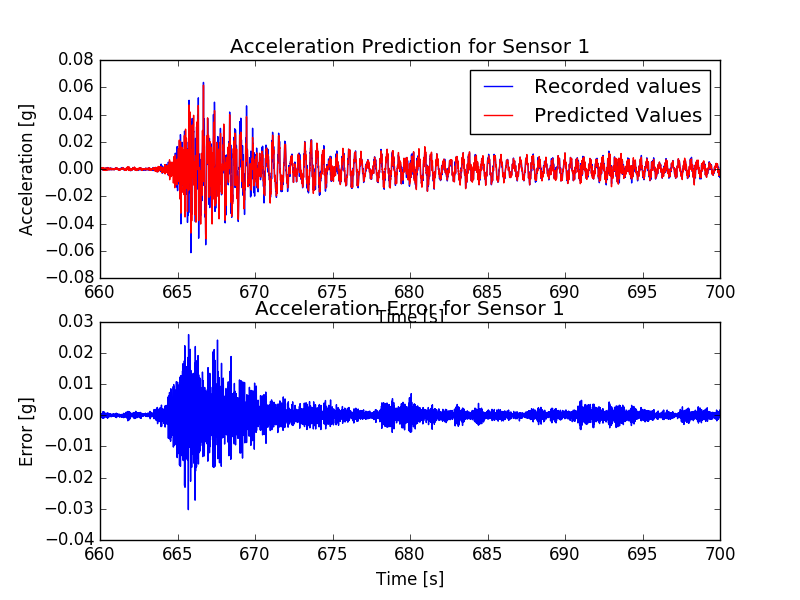 Acceleration Prediction for Sensor 1
0.08
0.06
0.04
0.02
0.00
−0.02
−0.04
−0.06
−0.08
Acceleration [g]
Recorded values
Predicted Values
660 665 670 675 680 685 690 695 700
Time [s]
Acceleration Error for Sensor 1
0.03
0.02
0.01
0.00
−0.01
−0.02
−0.03
−0.04
Error [g]
660 665 670 675 680 685 690 695 700
Time [s]